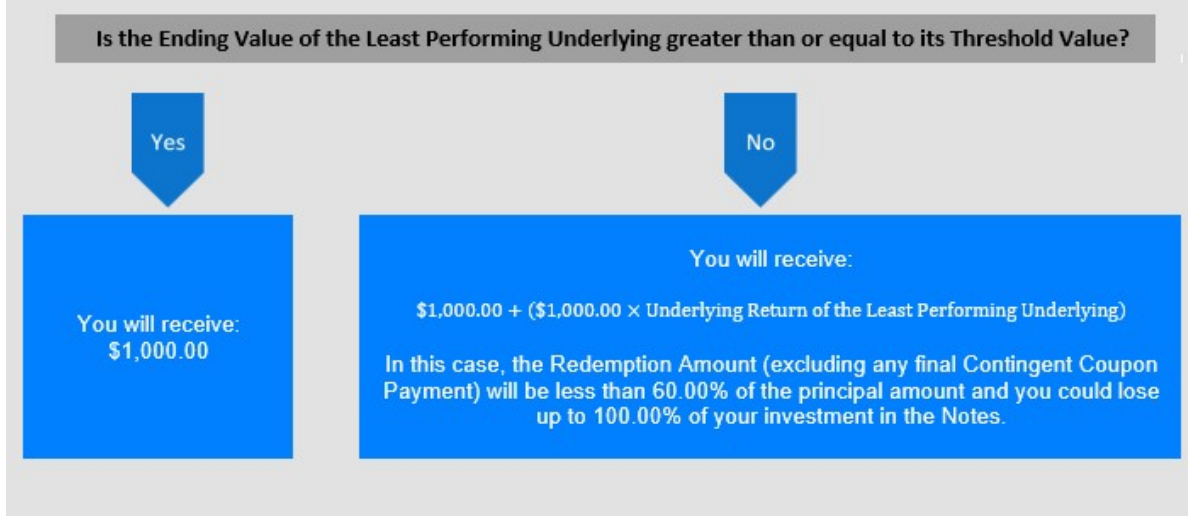 Is the Ending Value of the Least Performing Underlying greater than or equal to its Threshold Value?
Yes
No
You will receive:
$1,000.00
You will receive:
$1,000.00 + ($1,000.00 × Underlying Return of the Least Performing Underlying)
In this case, the Redemption Amount (excluding any final Contingent Coupon
Payment) will be less than 60.00% of the principal amount and you could lose
up to 100.00% of your investment in the Notes.